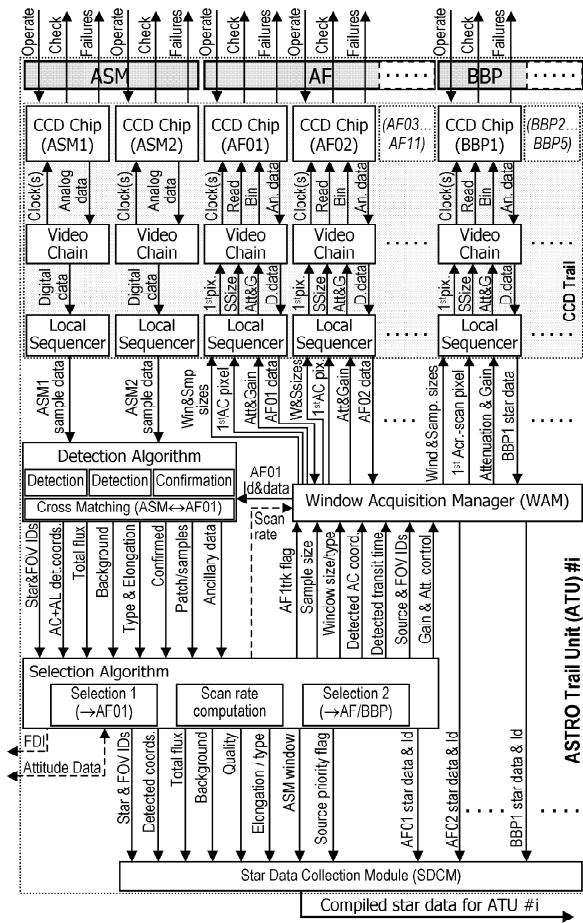 Operate
Check
Failures
Operate
Check
Failures
Operate
Check
Failures
Operate
Check
Failures
Operate
Check
Failures
ASM
AF
BBP
CCD Chip
(ASM1)
CCD Chip
(ASM2)
CCD Chip
(AF01)
CCD Chip
(AF02)
(AF03...
AF11)
CCD Chip
(BBP1)
(BBP2...
BBP5)
Clock(s)
Analog
data
Clock(s)
Analog
data
Clock(s)
Read
Bin
An. data
Clock(s)
Read
Bin
An. data
Clock(s)
Read
Bin
An. data
Video
Chain
Video
Chain
Video
Chain
Video
Chain
Video
Chain
Digital
data
Digital
data
1st pix.
SSize
Att&G
D.data
1st pix.
SSize
Att&G
D.data
1st pix.
SSize
Att&G
D.data
CCD Trail
Local
Sequencer
Local
Sequencer
Local
Sequencer
Local
Sequencer
Local
Sequencer
ASM1
sample data
ASM2
sample data
Win&Smp
sizes
1st AC pixel
Att&Gain
AF01 data
W&Ssizes
1st AC pix.
Att&Gain
AF02 data
Wind &Samp. sizes
1st Acr.-scan pixel
Attenuation & Gain
BBP1 star data
Detection Algorithm
Detection
Detection
Confirmation
Cross Matching (ASM↔AF01)
AF01
Id&data
Scan
rate
Window Acquisition Manager (WAM)
Star&FOV IDs
AC+AL det.coords.
Total flux
Background
Type & Elongation
Confirmed
Patch/samples
Ancillary data
AF1trk flag
Sample size
Window size/type
Detected AC coord.
Detected transit time
Source & FOV IDs
Gain & Att. control
ASTRO Trail Unit (ATU) #i
Selection Algorithm
Selection 1
(→AF01)
Scan rate
computation
Selection 2
(→AF/BBP)
FDI
Attitude Data
Star & FOV IDs
Detected coords.
Total flux
Background
Quality
Elongation / type
ASM window
Source priority flag
AF01 star data & Id
AF02 star data & Id
BBP1 star data & Id
Star Data Collection Module (SDCM)
Compiled star data for ATU #i